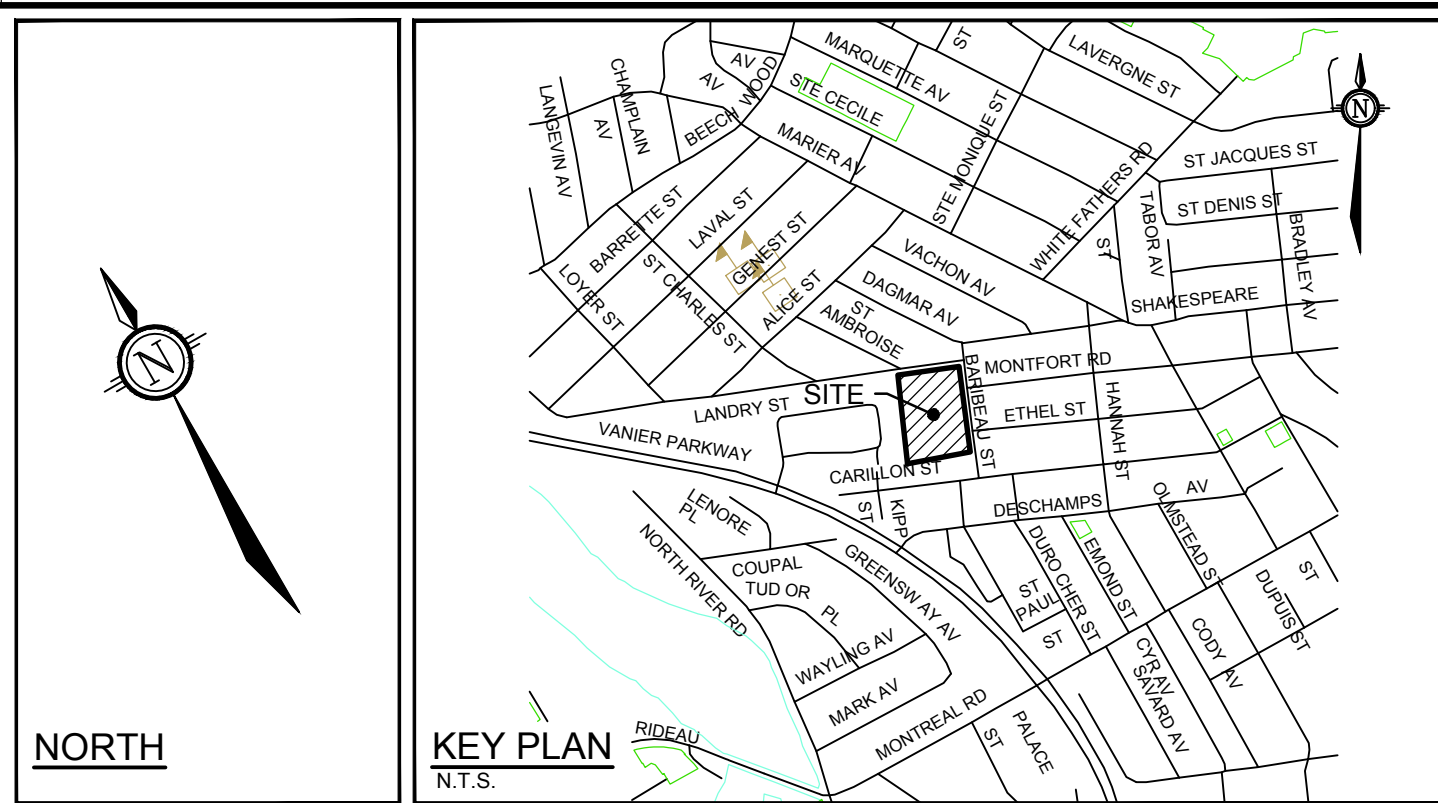 N
NORTH
KEY PLAN
N.T.S.
N
LANGEVIN AV
CHAMPLAIN
AV
AV
AV
BEECH WOOD
MARQUETTE AV
STE CECILE
MARIER AV
ST
LAVERGNE ST
STE MONIQUE ST
WHITE FATHERS RD
ST JACQUES ST
ST DENIS ST
TABOR AV
ST
BRADLEY AV
SHAKESPEARE
BARRETTE ST
LAVAL ST
GENEST ST
ALICE ST
LOYER ST
ST CHARLES ST
VACHON AV
DAGMAR AV
ST
AMBROISE
MONTFORT RD
BARIBEAU ST
ETHEL ST
HANNAH ST
SITE
LANDRY ST
VANIER PARKWAY
CARILLON ST
KIPP
ST
DESCHAMPS
AV
OLMSTEAD ST
LENORE
PL
NORTH RIVER RD
COUPAL
TUD OR
PL
GREENSW AY AV
WAYLING AV
MARK AV
MONTREAL RD
RIDEAU
DURO CHER ST
EMOND ST
ST
PAUL
ST
CYR AV
SAVARD AV
CODY AV
DUPUIS ST
ST
PALACE
ST